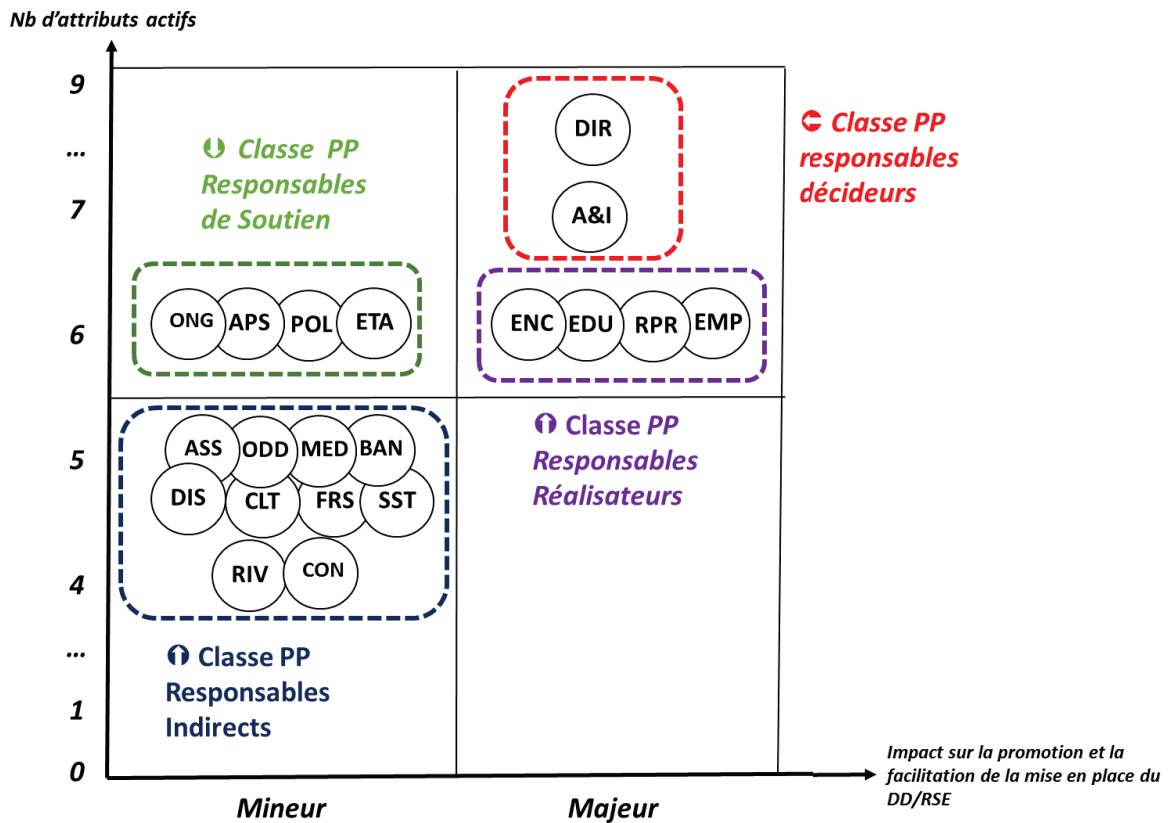 Nb d'attributs actifs
9
...
7
6
5
4
...
1
0
Classe PP
Responsables
de Soutien
DIR
A&I
Classe PP
responsables
décideurs
ONG APS POL ETA
ENC EDU RPR EMP
ASS ODD MED BAN
DIS CLT FRS SST
RIV CON
Classe PP
Responsables
Réalisateurs
Classe PP
Responsables
Indirects
Mineur
Majeur
Impact sur la promotion et la
facilitation de la mise en place du
DD/RSE